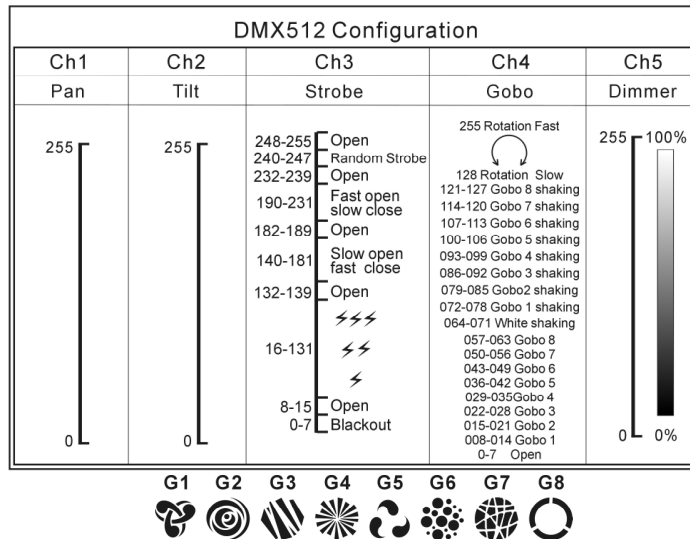 DMX512 Configuration
Ch1 Ch2 Ch3 Ch4 Ch5
Pan Tilt Strobe Gobo Dimmer
255
0
255
0
248-255 Open
240-247 Random Strobe
232-239 Open
190-231 Fast open
slow close
182-189 Open
140-181 Slow open
fast close
132-139 Open
16-131
8-15 Open
0-7 Blackout
255 Rotation Fast
128 Rotation Slow
121-127 Gobo 8 shaking
114-120 Gobo 7 shaking
107-113 Gobo 6 shaking
100-106 Gobo 5 shaking
093-099 Gobo 4 shaking
086-092 Gobo 3 shaking
079-085 Gobo2 shaking
072-078 Gobo 1 shaking
064-071 White shaking
057-063 Gobo 8
050-056 Gobo 7
043-049 Gobo 6
036-042 Gobo 5
029-035Gobo 4
022-028 Gobo 3
015-021 Gobo 2
008-014 Gobo 1
0-7 Open
255 100%
0 0%
G1 G2 G3 G4 G5 G6 G7 G8